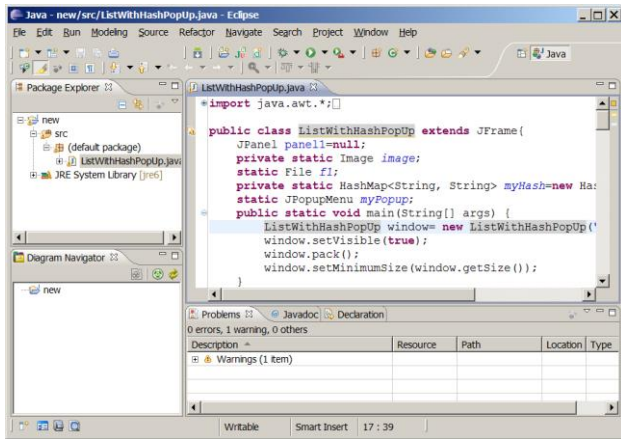 Java - new/src/ListWithHashPopUp.java - Eclipse
File Edit Run Modeling Source Refactor Navigate Search Project Window Help
Java
Package Explorer
new
src
(default package)
ListWithHashPopUp.java
JRE System Library [jre6]
Diagram Navigator
new
ListWithHashPopUp.java
import java.awt.*;
public class ListWithHashPopUp extends JFrame{
JPanel panel1=null;
private static Image image;
static File f1;
private static HashMap<String, String> myHash=new Has
static JPopupMenu myPopup;
public static void main(String[] args) {
ListWithHashPopUp window= new ListWithHashPopUp("
window.setVisible(true);
window.pack();
window.setMinimumSize(window.getSize());
}
Problems Javadoc Declaration
0 errors, 1 warning, 0 others
Description Resource Path Location Type
Warnings (1 item)
Writable Smart Insert 17 : 39